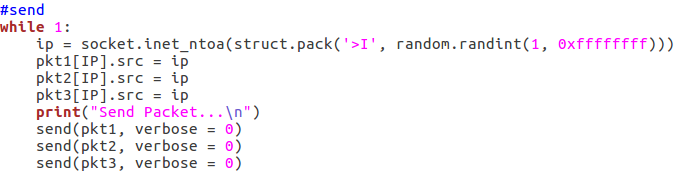 #send
while 1:
    ip = socket.inet_ntoa(struct.pack('>I', random.randint(1, 0xffffffff)))
    pkt1[IP].src = ip
    pkt2[IP].src = ip
    pkt3[IP].src = ip
    print("Send Packet...\n")
    send(pkt1, verbose = 0)
    send(pkt2, verbose = 0)
    send(pkt3, verbose = 0)